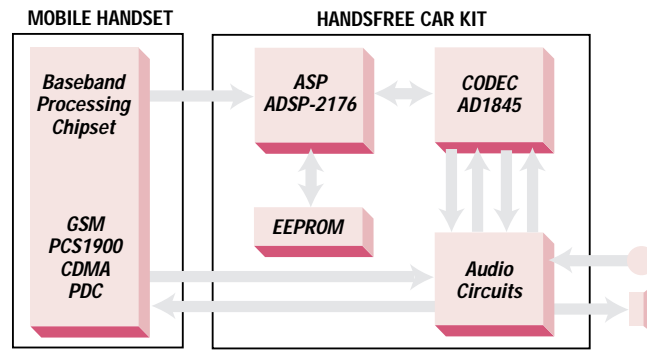 MOBILE HANDSET
HANDSFREE CAR KIT
Baseband
Processing
Chipset
GSM
PCS1900
CDMA
PDC
ASP
ADSP-2176
CODEC
AD1845
EEPROM
Audio
Circuits